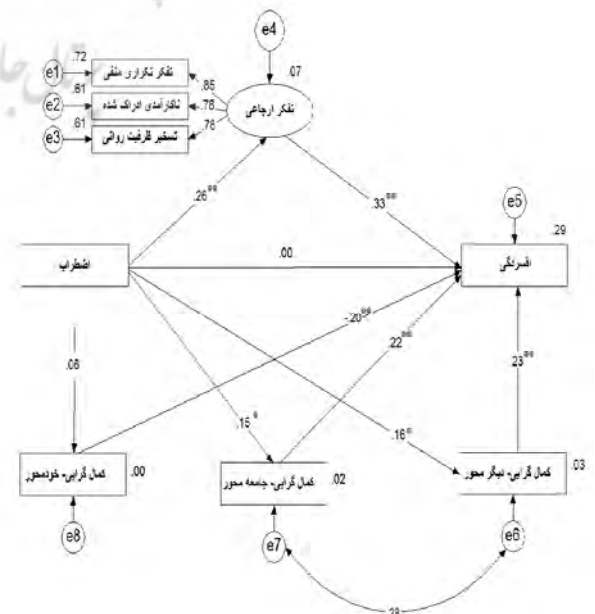 e4
.07
.72
e1
تفکر تکراری منفی
.85
.61
e2
ناکارآمدی ادراک شده
.78
تفکر ارجاعی
.61
e3
تسخیر ظرفیت روانی
.78
.26**
.33**
e5
.29
اضطراب
.00
افسردگی
.06
-.20**
.22**
.23**
.15*
.16*
کمال گرایی- خودمحور
.00
کمال گرایی- جامعه محور
.02
کمال گرایی- دیگر محور
.03
e8
e7
e6